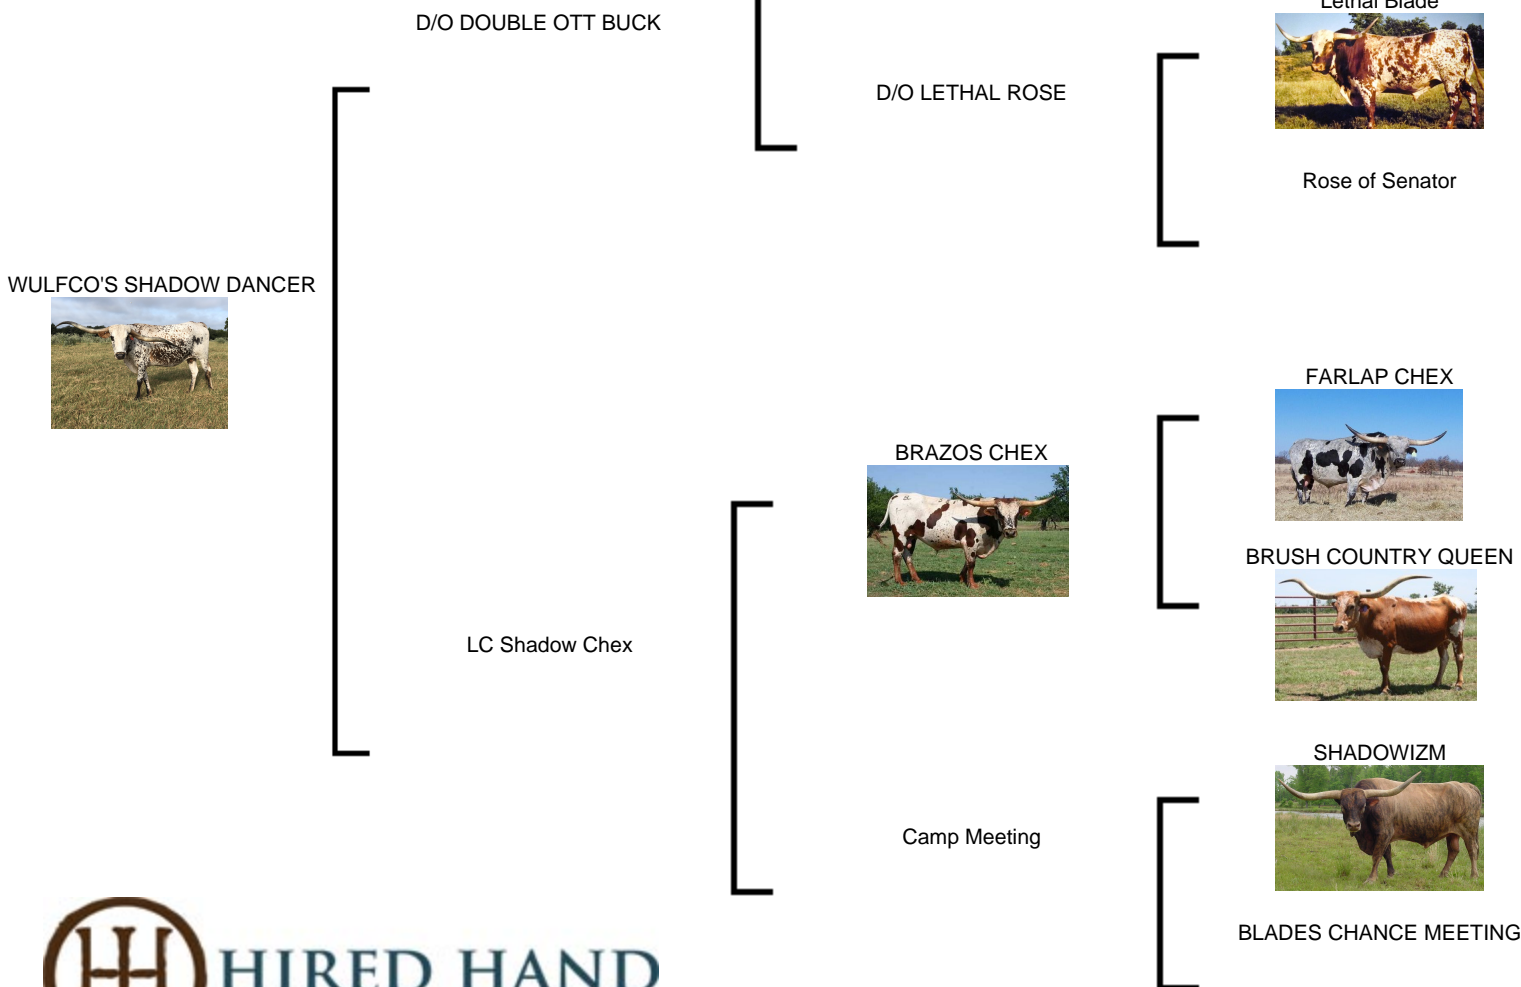 Lethal Blade
D/O DOUBLE OTT BUCK
D/O LETHAL ROSE
Rose of Senator
WULFCO'S SHADOW DANCER
FARLAP CHEX
BRAZOS CHEX
BRUSH COUNTRY QUEEN
LC Shadow Chex
SHADOWIZM
Camp Meeting
BLADES CHANCE MEETING
HIRED HAND